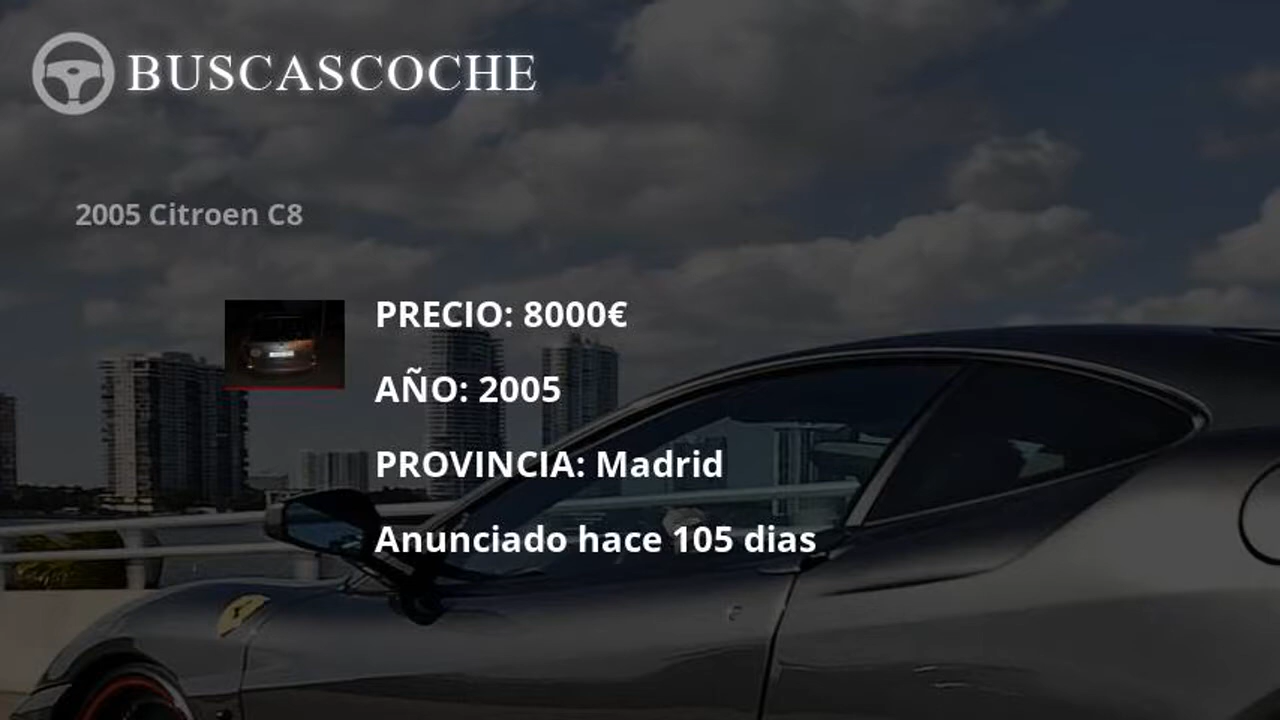 BUSCASCOCHE
2005 Citroen C8
PRECIO: 8000€
AÑO: 2005
PROVINCIA: Madrid
Anunciado hace 105 dias